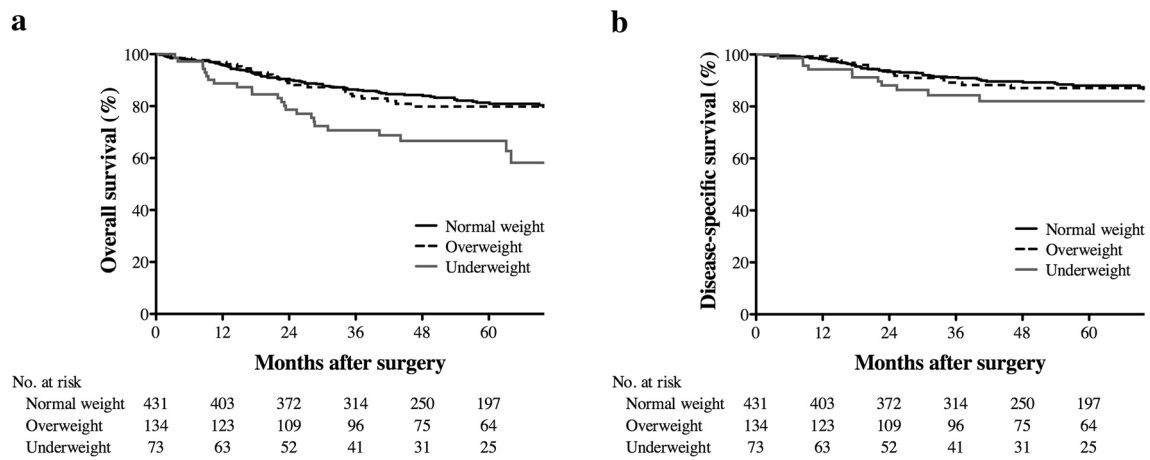 a
Overall survival (%)
100
80
60
40
20
0
0 12 24 36 48 60
Normal weight
Overweight
Underweight
Months after surgery
No. at risk
Normal weight 431 403 372 314 250 197
Overweight 134 123 109 96 75 64
Underweight 73 63 52 41 31 25
b
Disease-specific survival (%)
100
80
60
40
20
0
0 12 24 36 48 60
Normal weight
Overweight
Underweight
Months after surgery
No. at risk
Normal weight 431 403 372 314 250 197
Overweight 134 123 109 96 75 64
Underweight 73 63 52 41 31 25